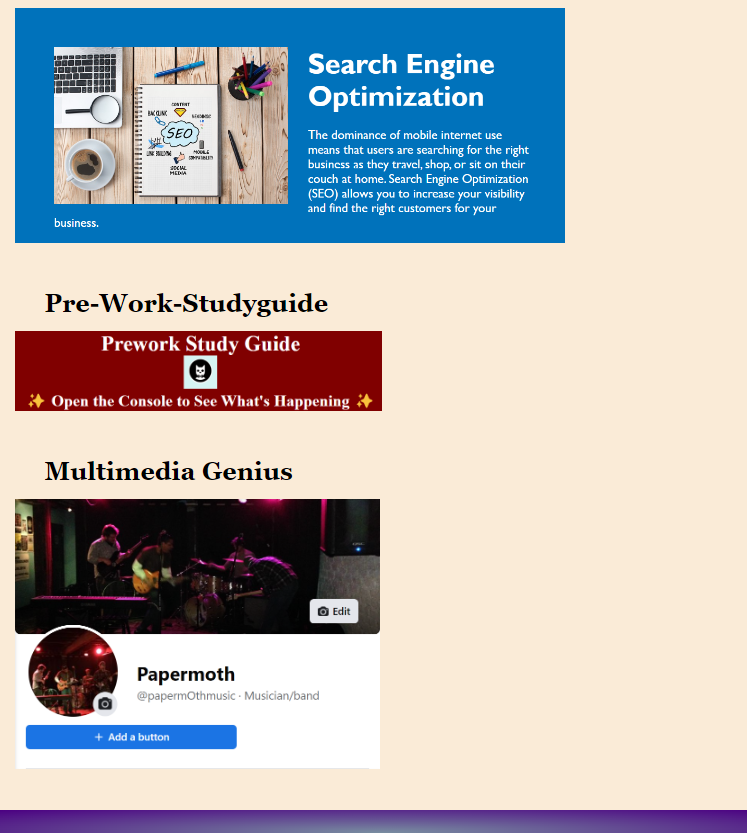 CONTENT
BACKLINK
KEYWORDS
SEO
LINK BUILDING
MOBILE
COMPATIBILITY
SOCIAL
MEDIA
Search Engine
Optimization
The dominance of mobile internet use
means that users are searching for the right
business as they travel, shop, or sit on their
couch at home. Search Engine Optimization
(SEO) allows you to increase your visibility
and find the right customers for your
business.
Pre-Work-Studyguide
Prework Study Guide
✨ Open the Console to See What's Happening ✨
Multimedia Genius
Edit
Papermoth
@papermOthmusic · Musician/band
+ Add a button